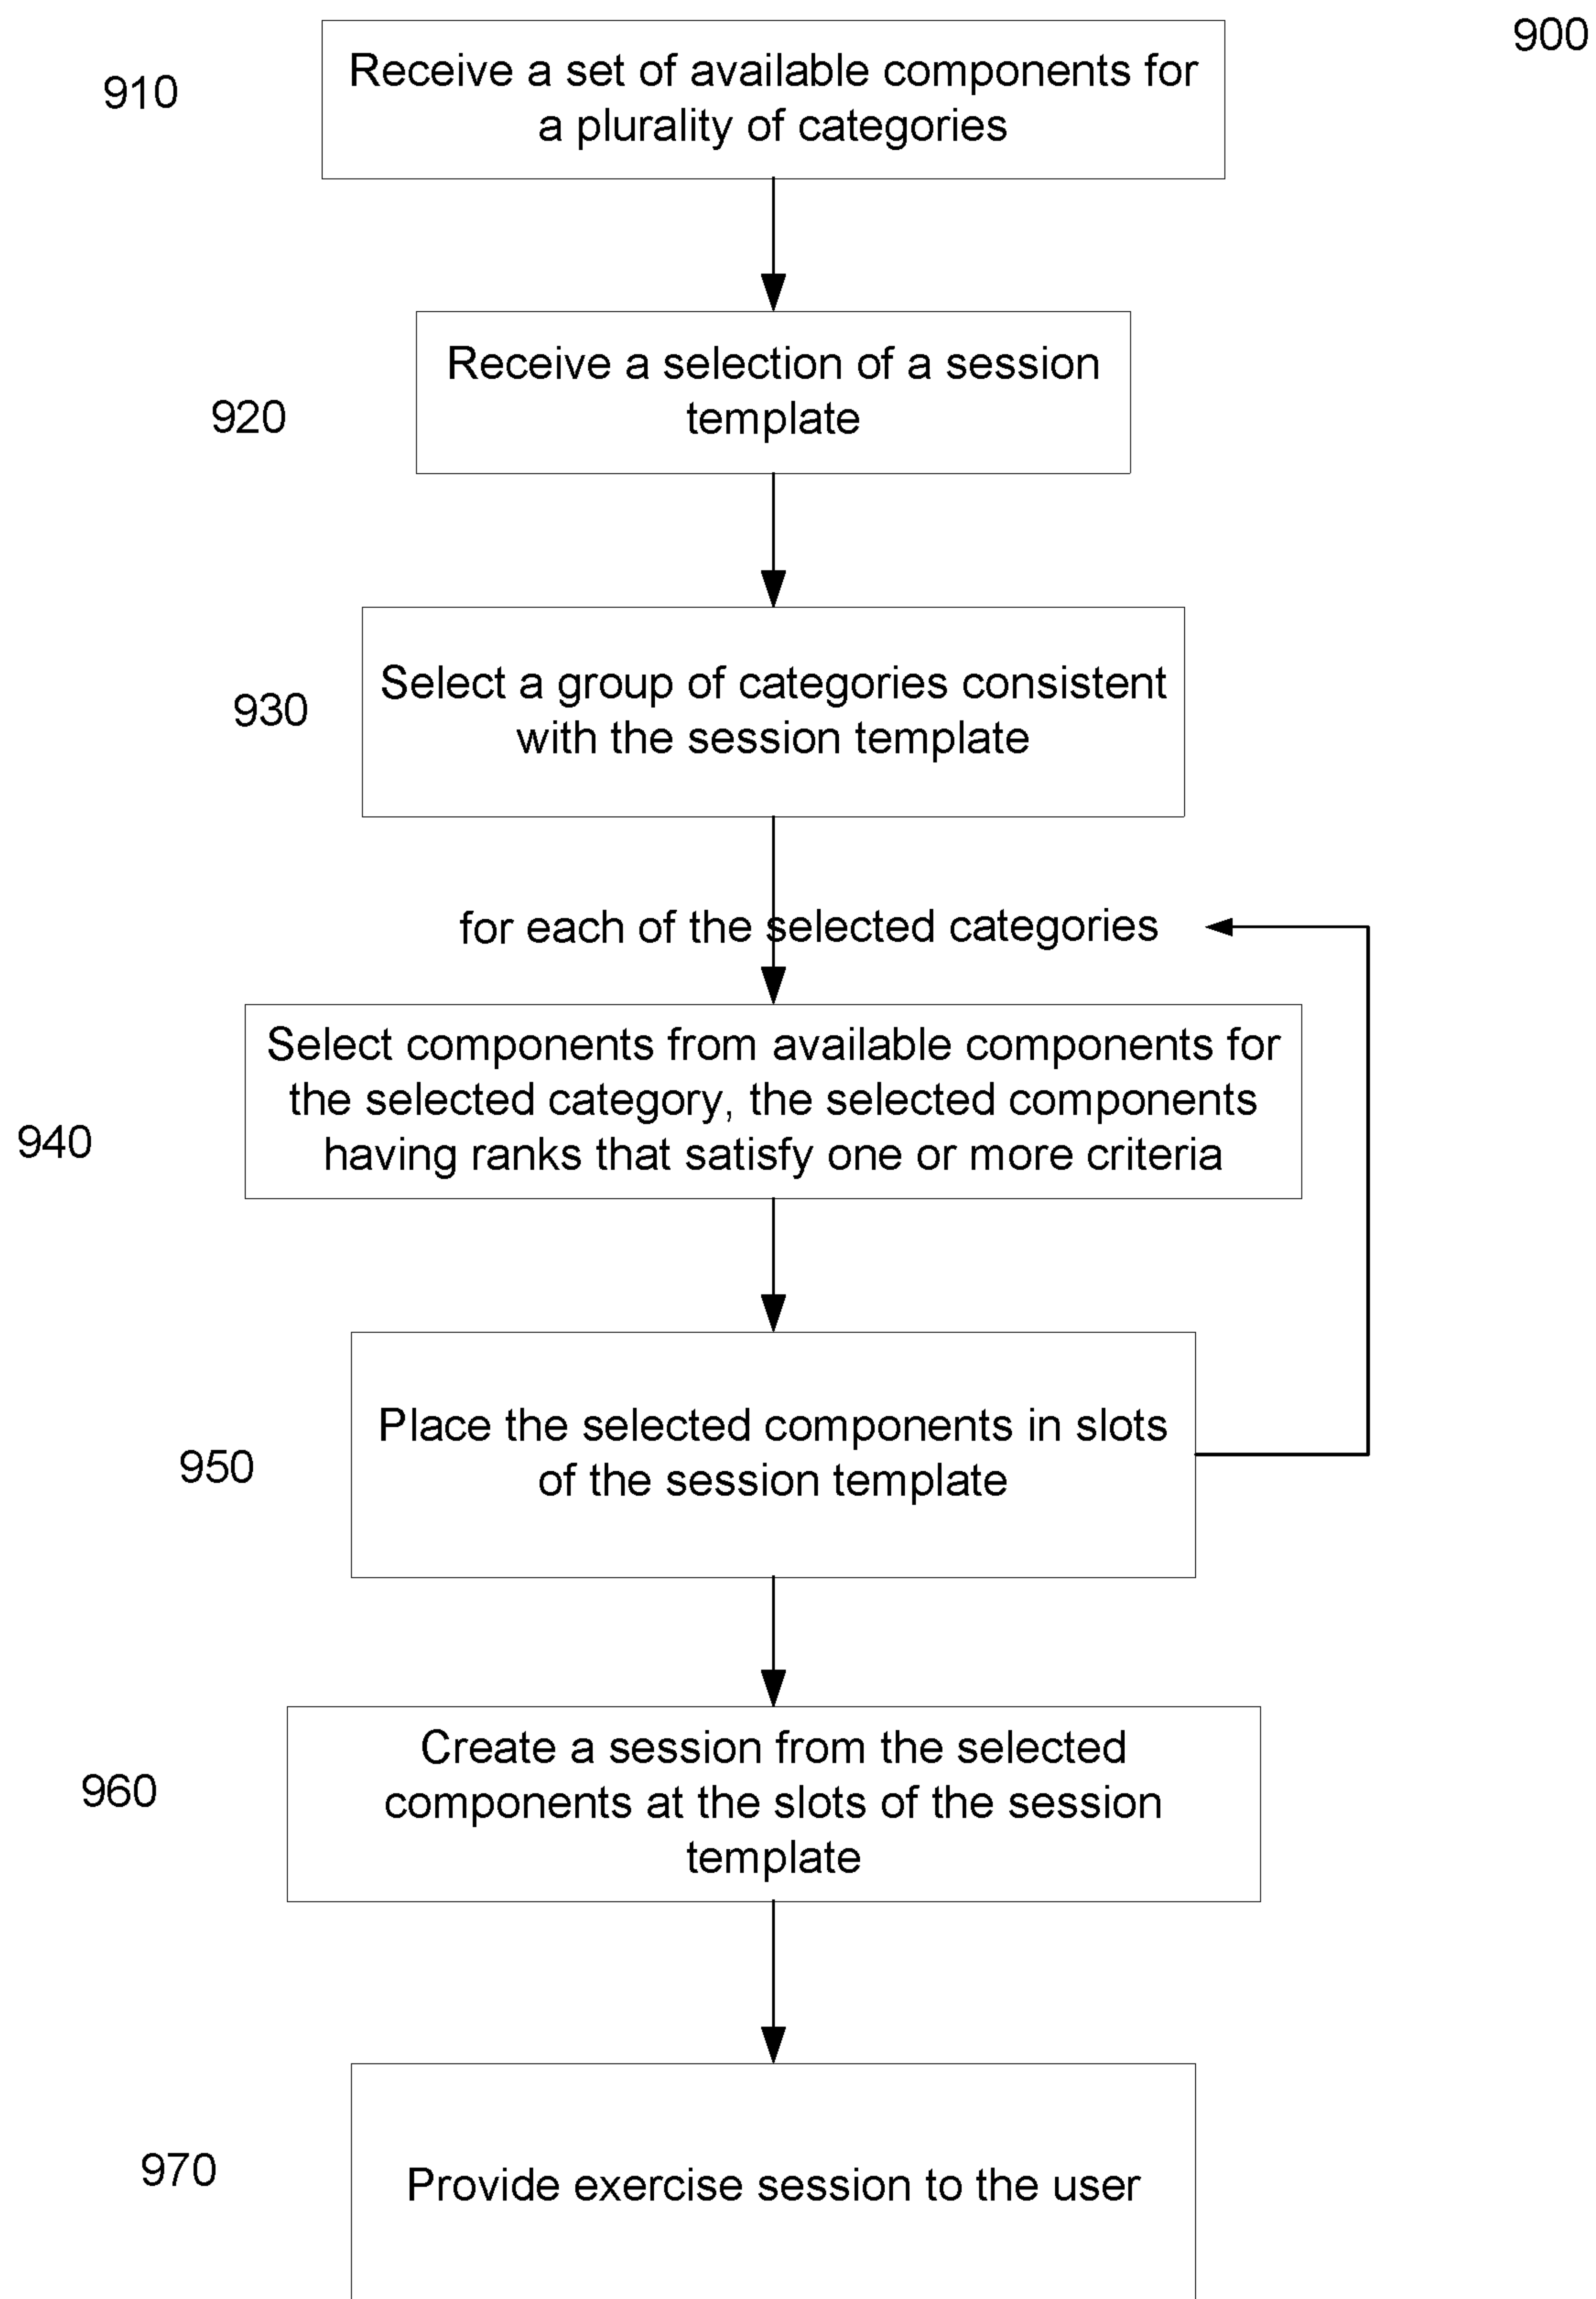 900
910
Receive a set of available components for
a plurality of categories
920
Receive a selection of a session
template
930
Select a group of categories consistent
with the session template
for each of the selected categories
940
Select components from available components for
the selected category, the selected components
having ranks that satisfy one or more criteria
950
Place the selected components in slots
of the session template
960
Create a session from the selected
components at the slots of the session
template
970
Provide exercise session to the user